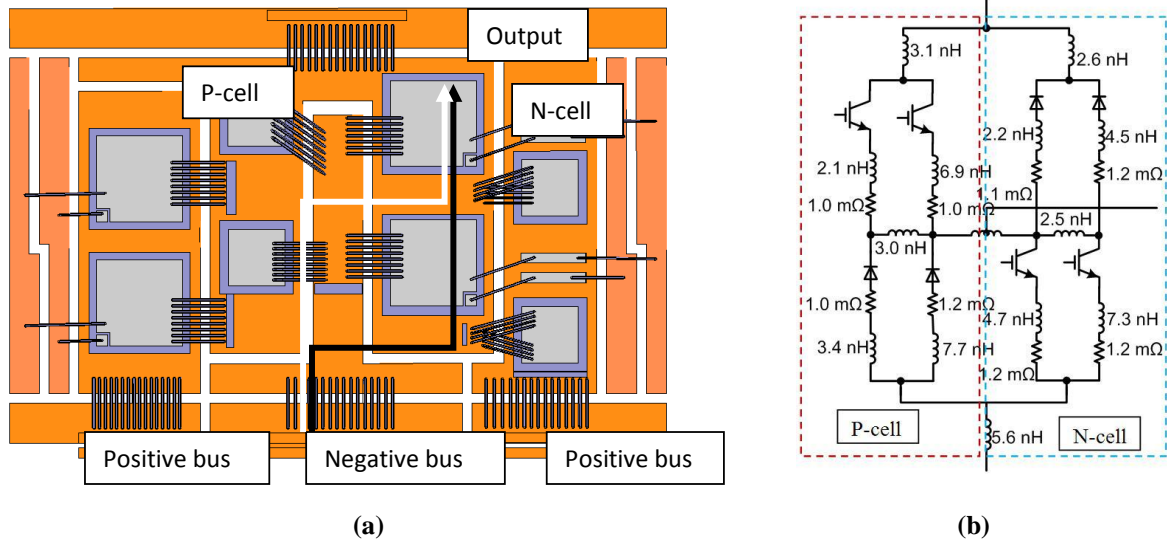 Output
P-cell
N-cell
Positive bus
Negative bus
Positive bus
(a)
3.1 nH
2.6 nH
2.2 nH
4.5 nH
2.1 nH
6.9 nH
1.2 mΩ
1.1 mΩ
1.0 mΩ
1.0 mΩ
2.5 nH
3.0 nH
1.0 mΩ
1.2 mΩ
4.7 nH
7.3 nH
3.4 nH
7.7 nH
1.2 mΩ
1.2 mΩ
P-cell
5.6 nH
N-cell
(b)